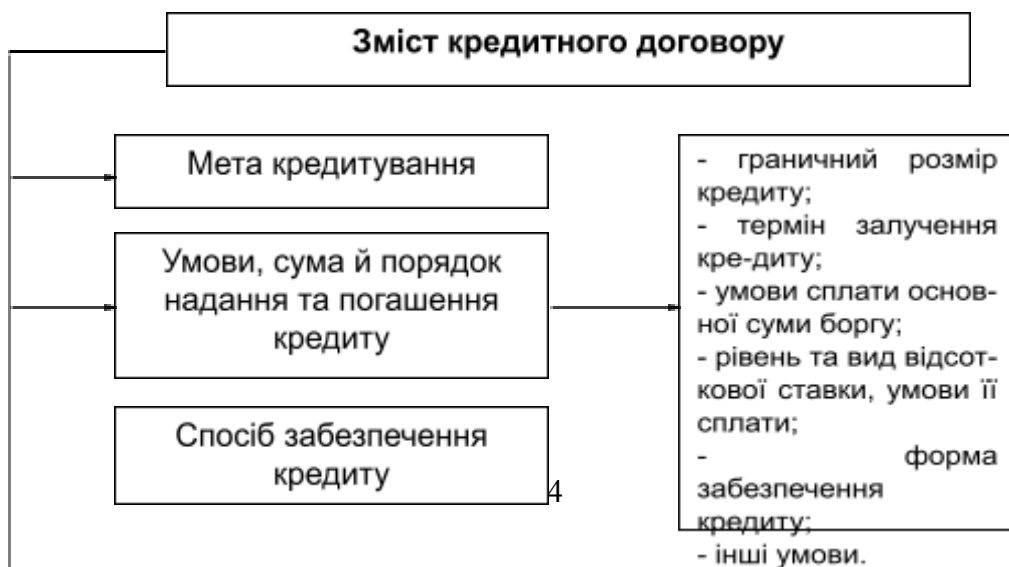 Зміст кредитного договору
Мета кредитування
Умови, сума й порядок
надання та погашення
кредиту
Спосіб забезпечення
кредиту
4
- граничний розмір
кредиту;
- термін залучення
кре-диту;
- умови сплати основ-
ної суми боргу;
- рівень та вид відсот-
кової ставки, умови її
сплати;
- форма
забезпечення
кредиту;
- інші умови.